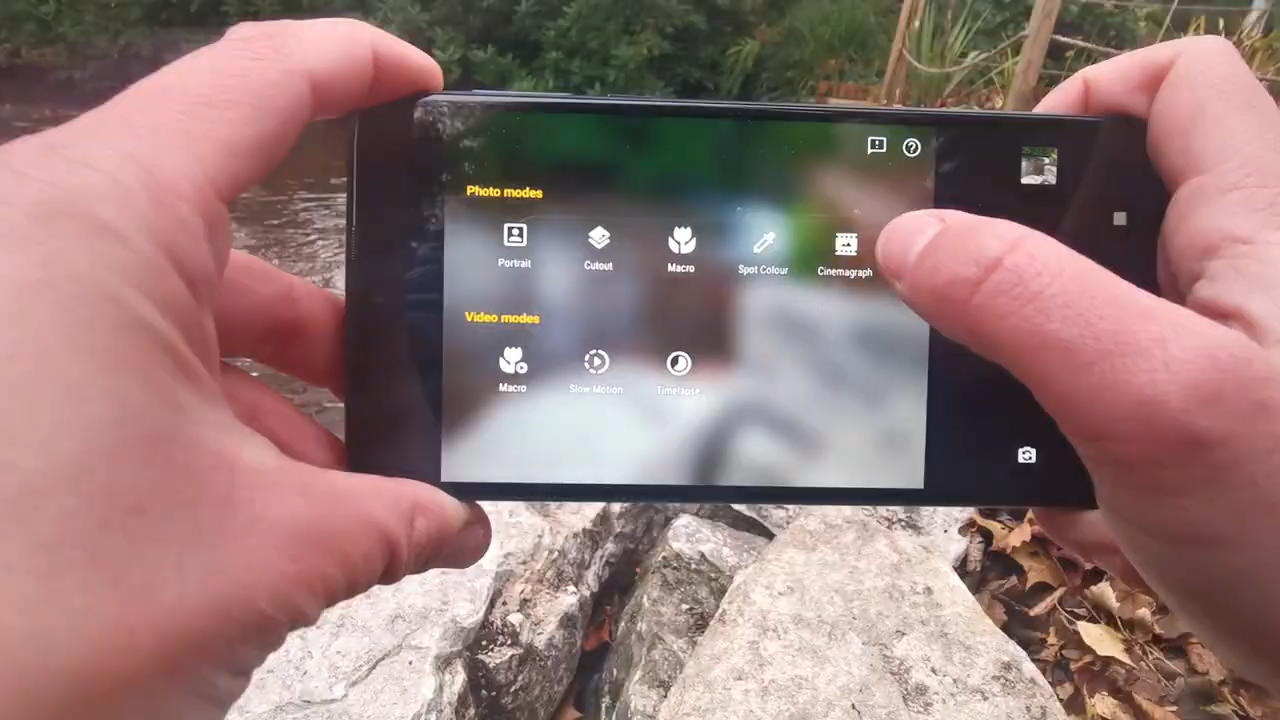 Photo modes
Portrait Cutout Macro Spot Colour Cinemagraph
Video modes
Macro Slow Motion Timelapse